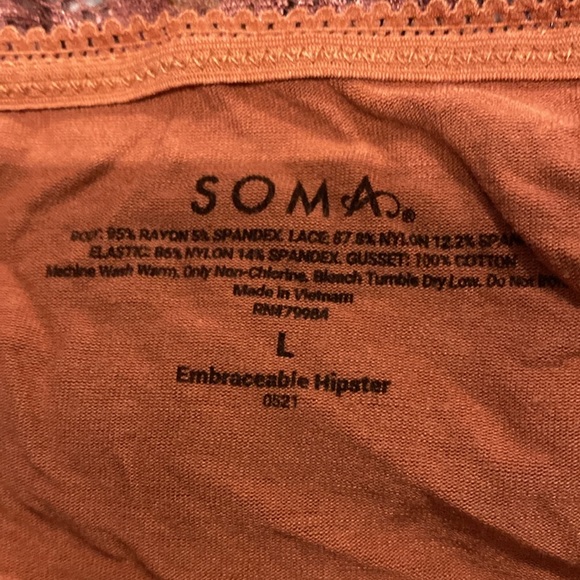 SOMA®
BODY: 95% RAYON 5% SPANDEX. LACE: 87.8% NYLON 12.2% SPAN
ELASTIC: 86% NYLON 14% SPANDEX. GUSSET: 100% COTTON
Machine Wash Warm. Only Non-Chlorine. Bleach Tumble Dry Low. Do Not Iron
Made in Vietnam
RN#79984
L
Embraceable Hipster
0521